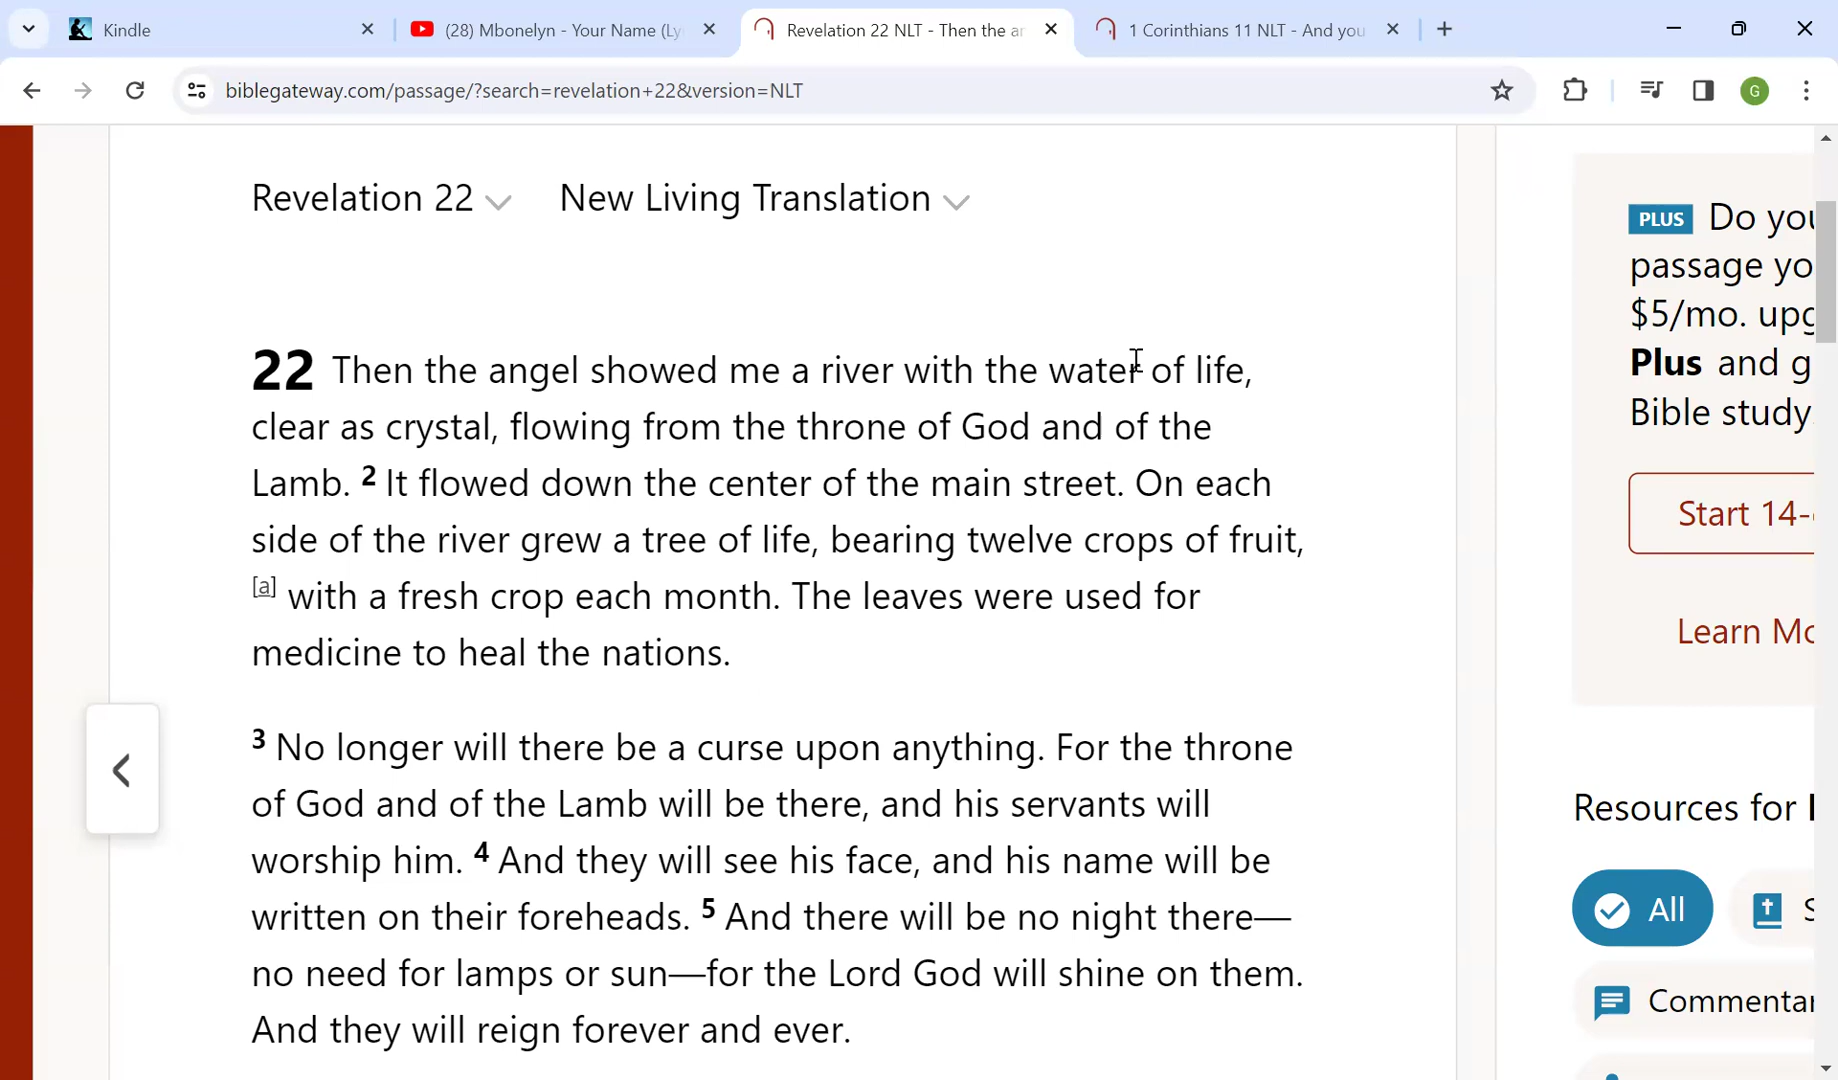 Kindle
(28) Mbonelyn - Your Name (Ly
Revelation 22 NLT - Then the ar
1 Corinthians 11 NLT - And you
biblegateway.com/passage/?search=revelation+22&version=NLT
G
Revelation 22 New Living Translation
22 Then the angel showed me a river with the water of life,
clear as crystal, flowing from the throne of God and of the
Lamb. 2 It flowed down the center of the main street. On each
side of the river grew a tree of life, bearing twelve crops of fruit,
[a] with a fresh crop each month. The leaves were used for
medicine to heal the nations.
3 No longer will there be a curse upon anything. For the throne
of God and of the Lamb will be there, and his servants will
worship him. 4 And they will see his face, and his name will be
written on their foreheads. 5 And there will be no night there—
no need for lamps or sun—for the Lord God will shine on them.
And they will reign forever and ever.
PLUS Do you
passage yo
$5/mo. upg
Plus and g
Bible study
Start 14-
Learn Mo
Resources for
All
S
Commentar